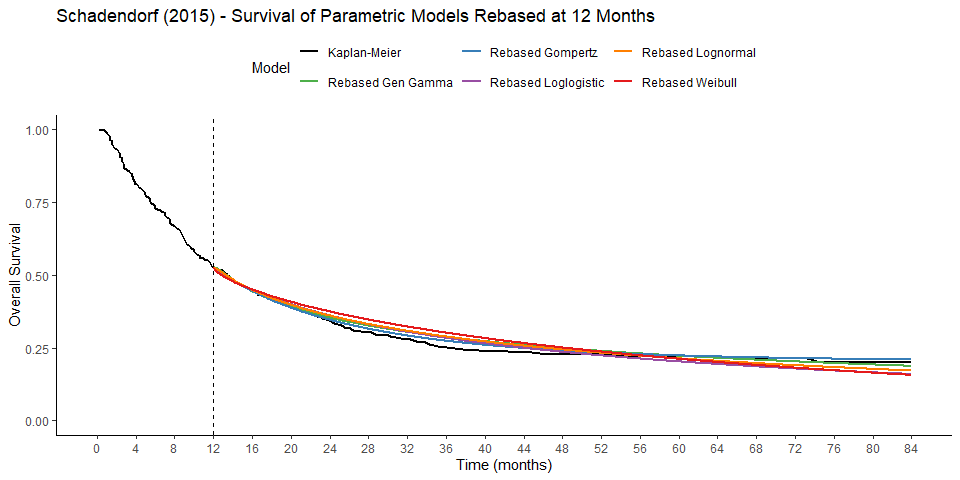 Schadendorf (2015) - Survival of Parametric Models Rebased at 12 Months
Model
Kaplan-Meier Rebased Gompertz Rebased Lognormal
Rebased Gen Gamma Rebased Loglogistic Rebased Weibull
Overall Survival
1.00
0.75
0.50
0.25
0.00
0 4 8 12 16 20 24 28 32 36 40 44 48 52 56 60 64 68 72 76 80 84
Time (months)